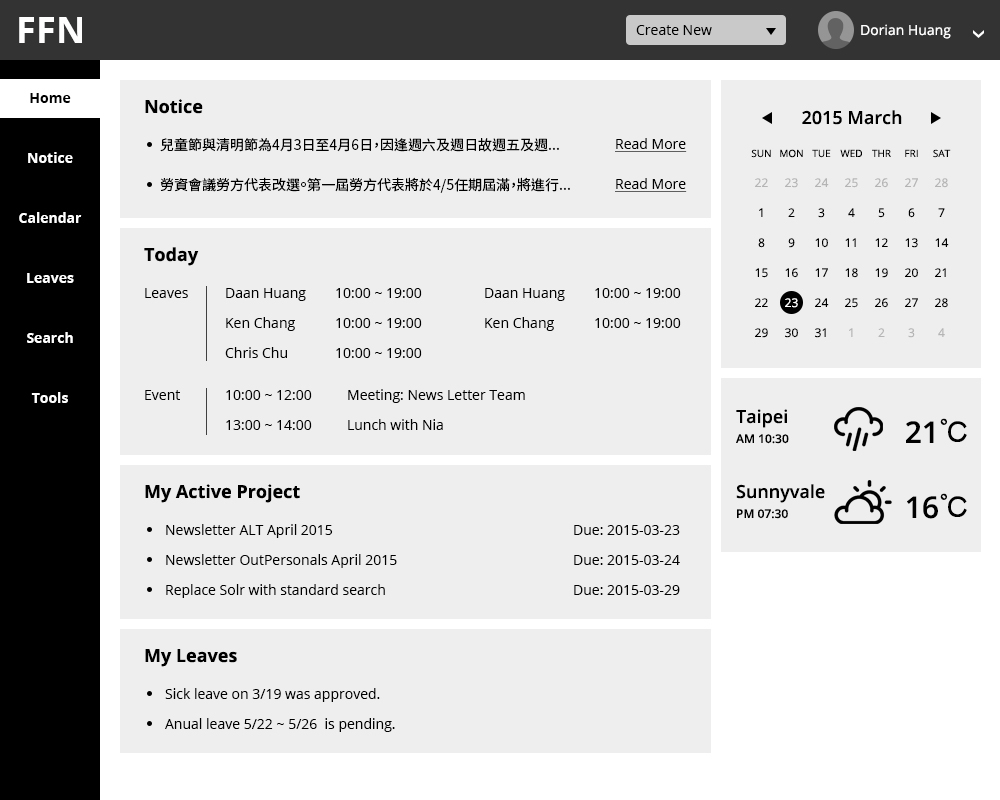 FFN
Create New
Dorian Huang
Home
Notice
Calendar
Leaves
Search
Tools
Notice
• 兒童節與清明節為4月3日至4月6日，因逢週六及週日故週五及週... Read More
• 勞資會議勞方代表改選。第一屆勞方代表將於4/5任期屆滿，將進行... Read More
Today
Leaves Daan Huang 10:00 ~ 19:00 Daan Huang 10:00 ~ 19:00
Ken Chang 10:00 ~ 19:00 Ken Chang 10:00 ~ 19:00
Chris Chu 10:00 ~ 19:00
Event 10:00 ~ 12:00 Meeting: News Letter Team
13:00 ~ 14:00 Lunch with Nia
My Active Project
• Newsletter ALT April 2015 Due: 2015-03-23
• Newsletter OutPersonals April 2015 Due: 2015-03-24
• Replace Solr with standard search Due: 2015-03-29
My Leaves
• Sick leave on 3/19 was approved.
• Anual leave 5/22 ~ 5/26 is pending.
2015 March
SUN MON TUE WED THR FRI SAT
22 23 24 25 26 27 28
1 2 3 4 5 6 7
8 9 10 11 12 13 14
15 16 17 18 19 20 21
22 23 24 25 26 27 28
29 30 31 1 2 3 4
Taipei
AM 10:30
21°C
Sunnyvale
PM 07:30
16°C